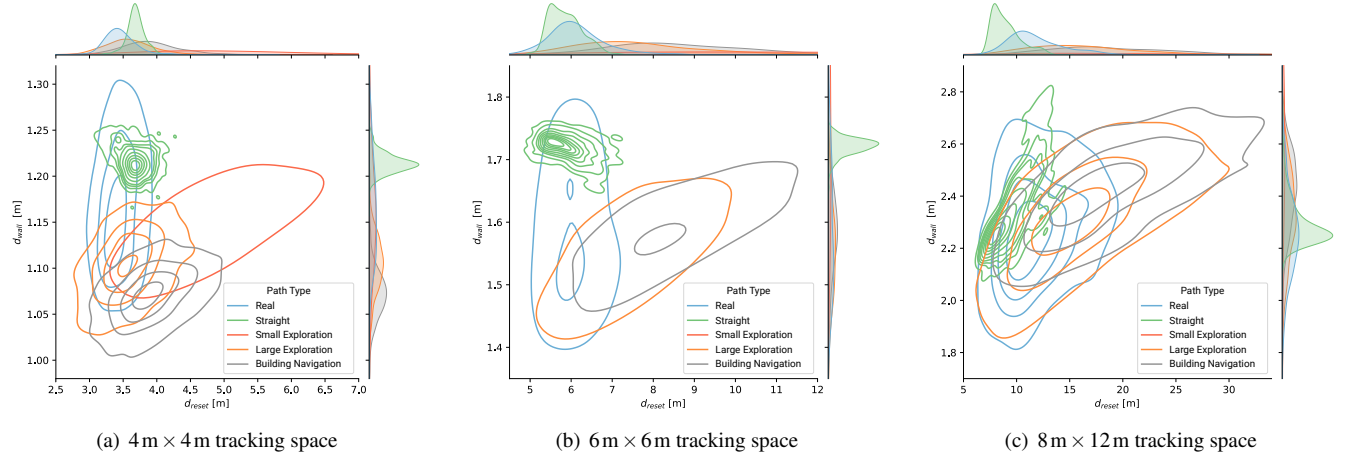 1.30
1.25
1.20
1.15
1.10
1.05
1.00
d_wall [m]
2.5 3.0 3.5 4.0 4.5 5.0 5.5 6.0 6.5 7.0
d_reset [m]
Path Type
Real
Straight
Small Exploration
Large Exploration
Building Navigation
(a) 4 m × 4 m tracking space
1.8
1.7
1.6
1.5
1.4
d_wall [m]
5 6 7 8 9 10 11 12
d_reset [m]
Path Type
Real
Straight
Small Exploration
Large Exploration
Building Navigation
(b) 6 m × 6 m tracking space
2.8
2.6
2.4
2.2
2.0
1.8
d_wall [m]
5 10 15 20 25 30
d_reset [m]
Path Type
Real
Straight
Small Exploration
Large Exploration
Building Navigation
(c) 8 m × 12 m tracking space